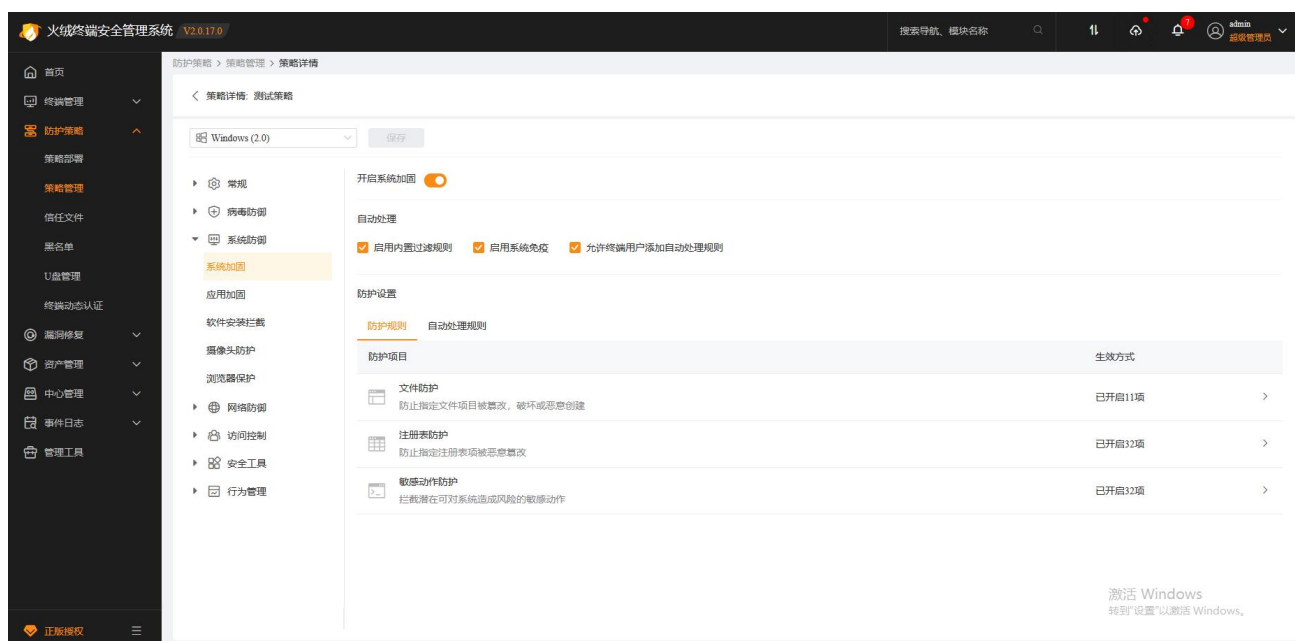 火绒终端安全管理系统 V2.0.17.0 搜索导航、模块名称 7 admin
超级管理员
首页
终端管理
防护策略
策略部署
策略管理
信任文件
黑名单
U盘管理
终端动态认证
漏洞修复
资产管理
中心管理
事件日志
管理工具
正版授权
防护策略 > 策略管理 > 策略详情
策略详情: 测试策略
Windows (2.0) 保存
常规
病毒防御
系统防御
系统加固
应用加固
软件安装拦截
摄像头防护
浏览器保护
网络防御
访问控制
安全工具
行为管理
开启系统加固
自动处理
启用内置过滤规则 启用系统免疫 允许终端用户添加自动处理规则
防护设置
防护规则 自动处理规则
防护项目 生效方式
文件防护
防止指定文件项目被篡改，破坏或恶意创建 已开启11项
注册表防护
防止指定注册表项被恶意篡改 已开启32项
敏感动作防护
拦截潜在可对系统造成风险的敏感动作 已开启32项
激活 Windows
转到"设置"以激活 Windows。